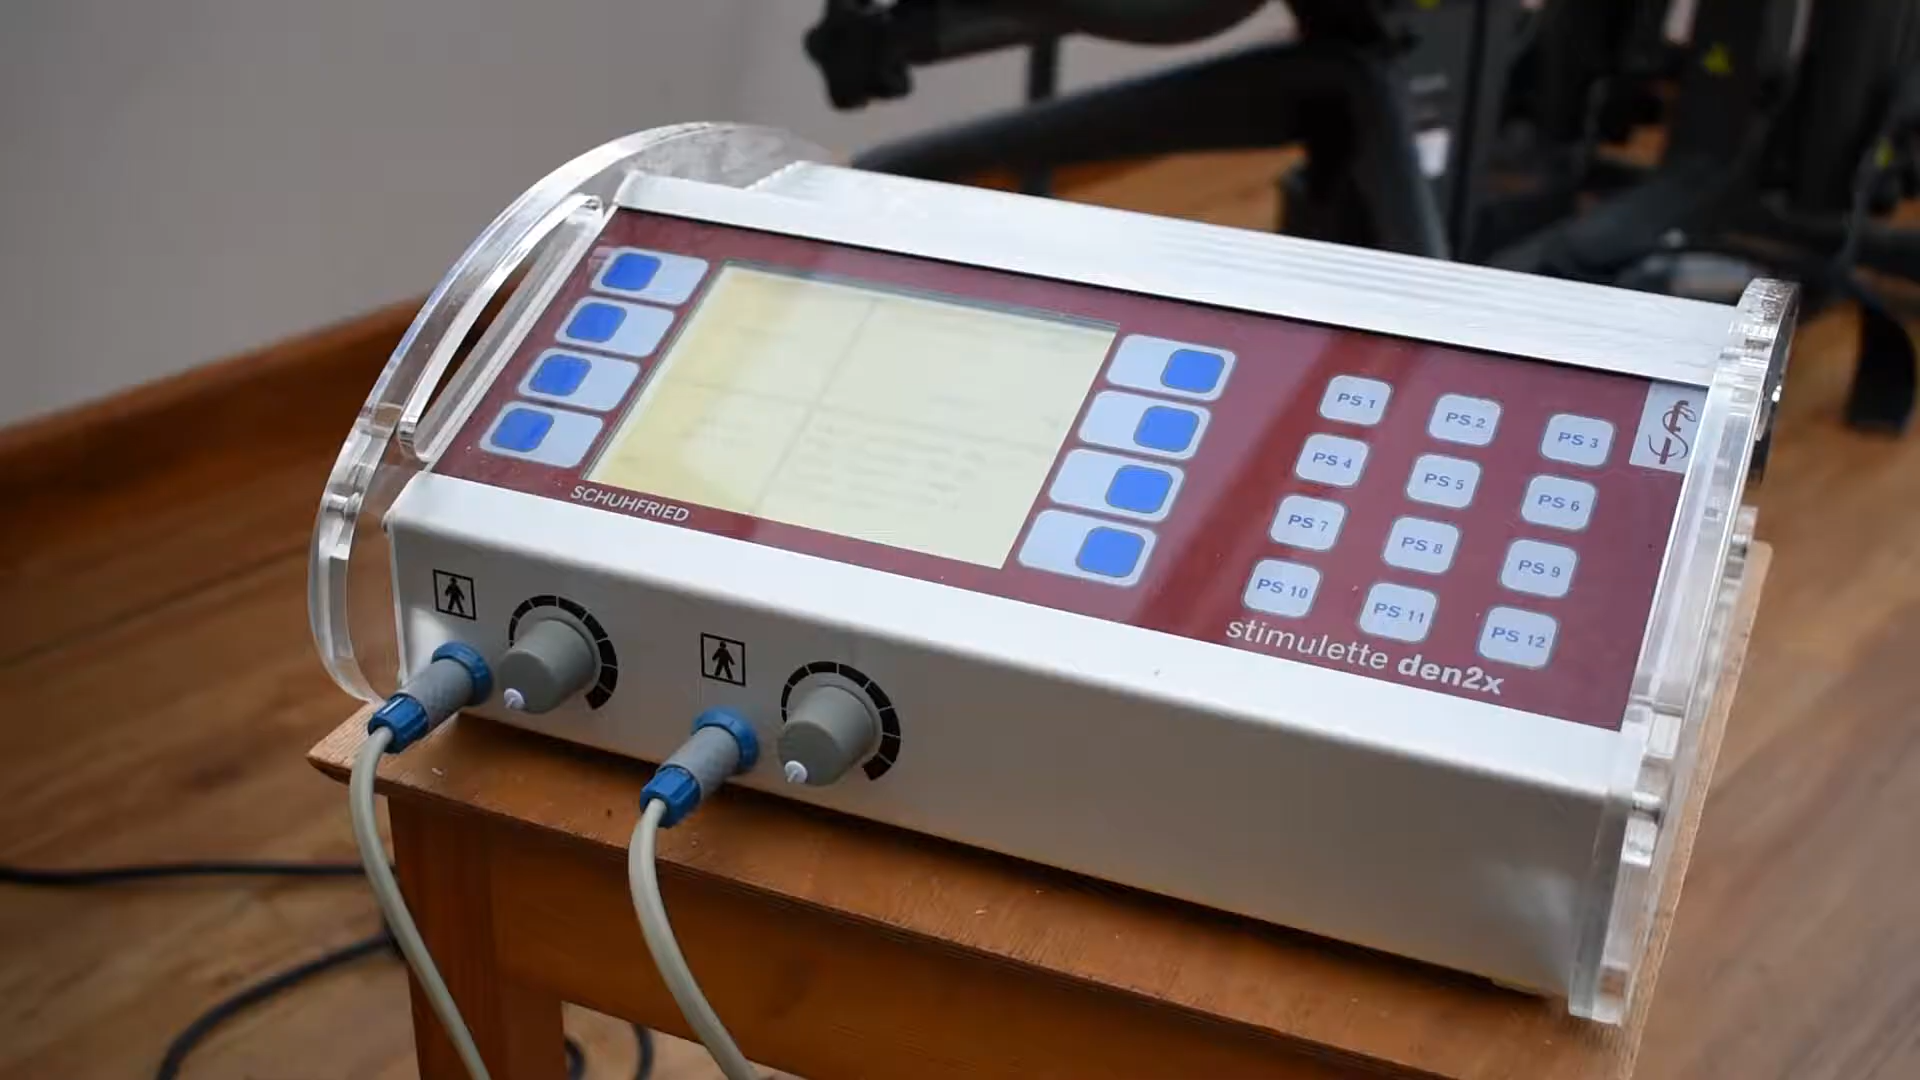 SCHUHFRIED
PS 1
PS 2
PS 3
PS 4
PS 5
PS 6
PS 7
PS 8
PS 9
PS 10
PS 11
PS 12
stimulette den2x